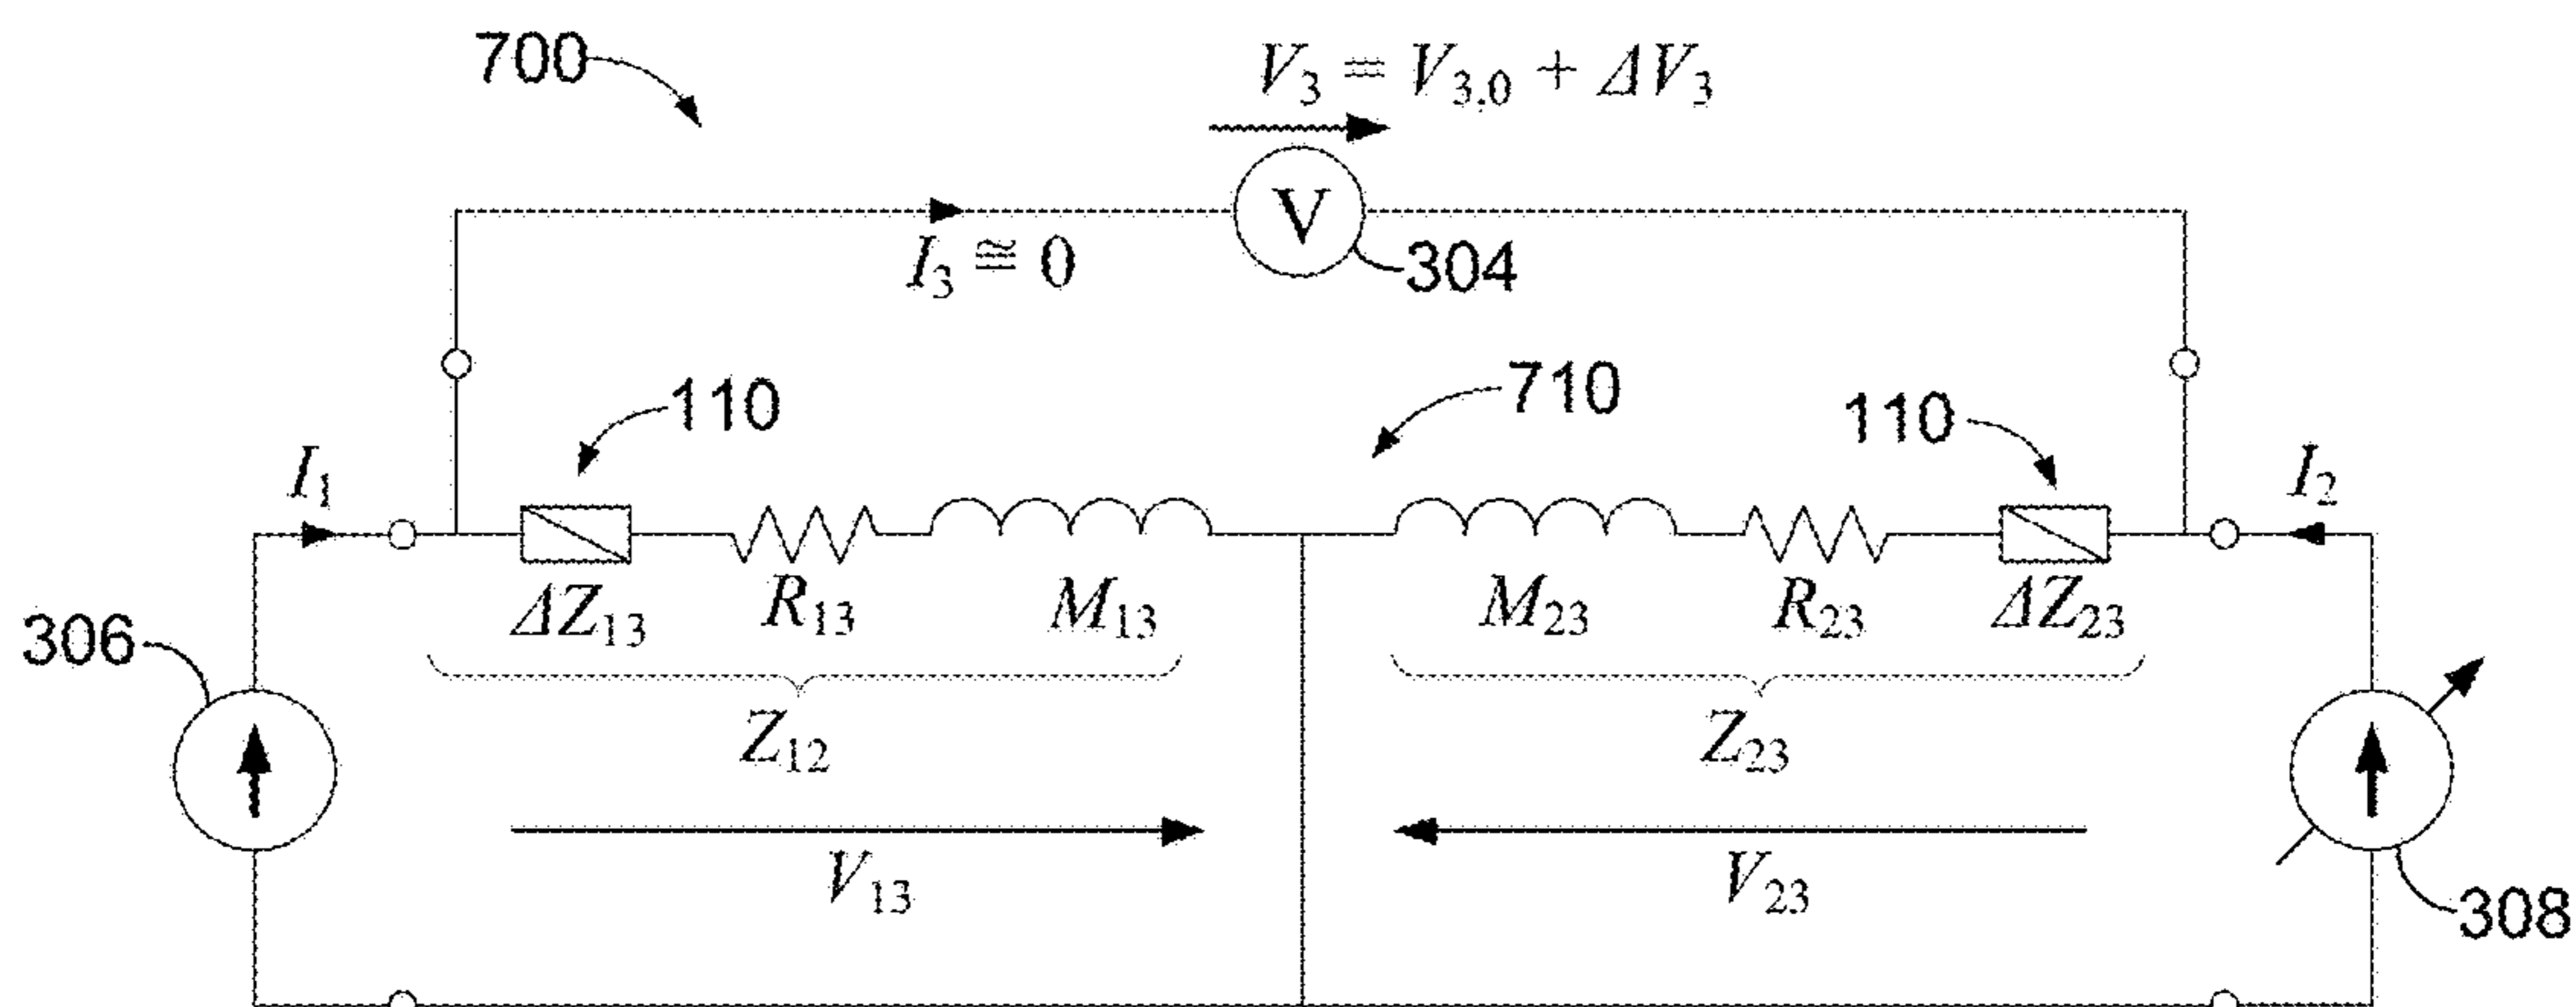 700
V₃ = V₃,₀ + ΔV₃
V
I₃ ≅ 0
304
110
710
110
I₁
I₂
ΔZ₁₃
R₁₃
M₁₃
M₂₃
R₂₃
ΔZ₂₃
306
Z₁₂
Z₂₃
V₁₃
V₂₃
308